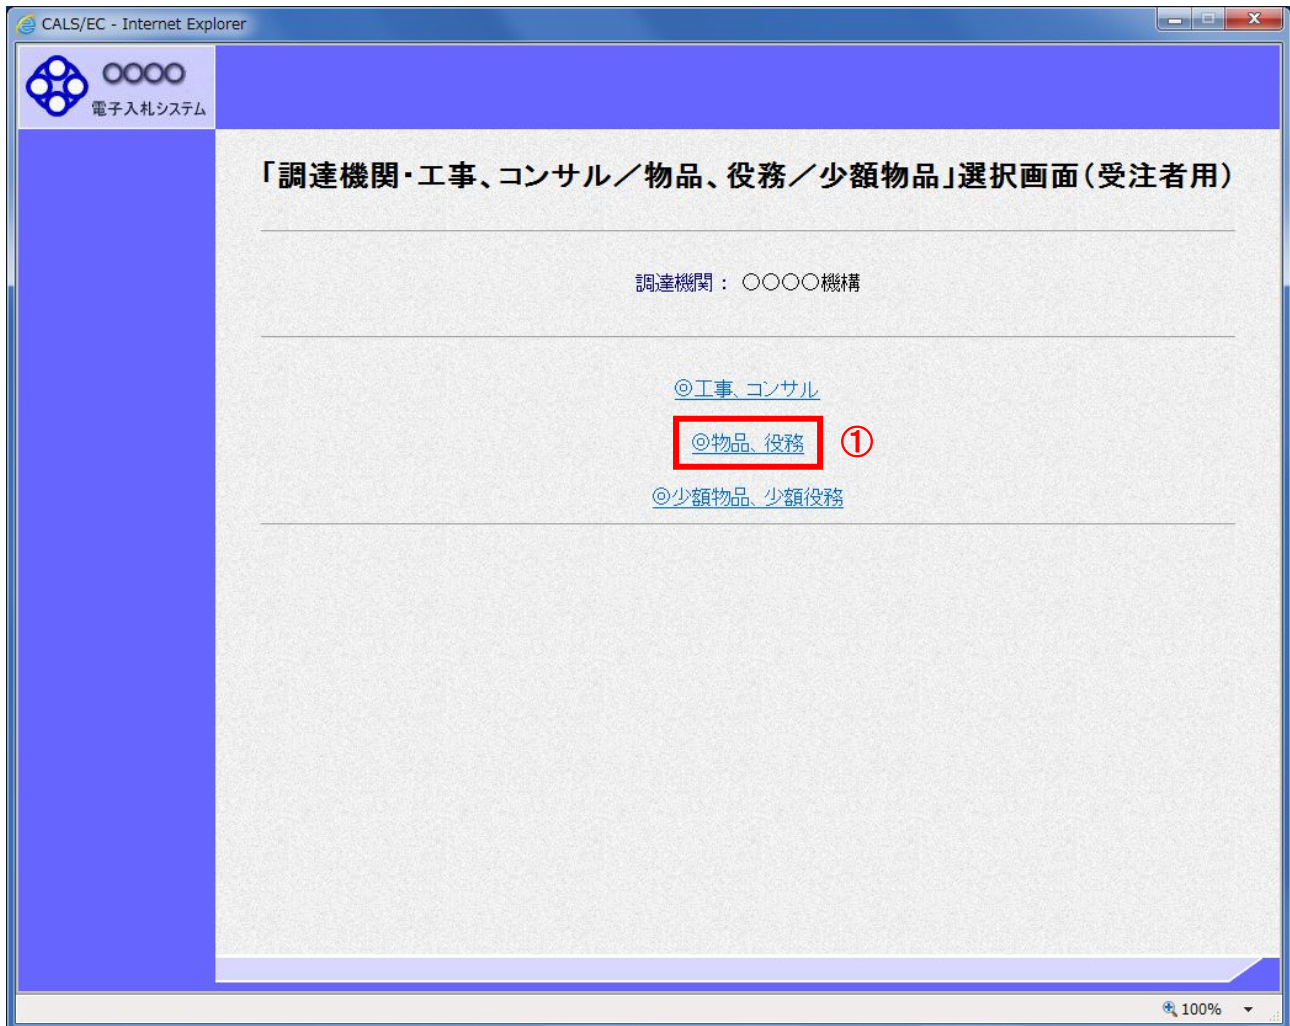 CALS/EC - Internet Explorer
○○○○
電子入札システム
「調達機関・工事、コンサル／物品、役務／少額物品」選択画面（受注者用）
調達機関： ○○○○機構
◎工事、コンサル
◎物品、役務 ①
◎少額物品、少額役務
100%